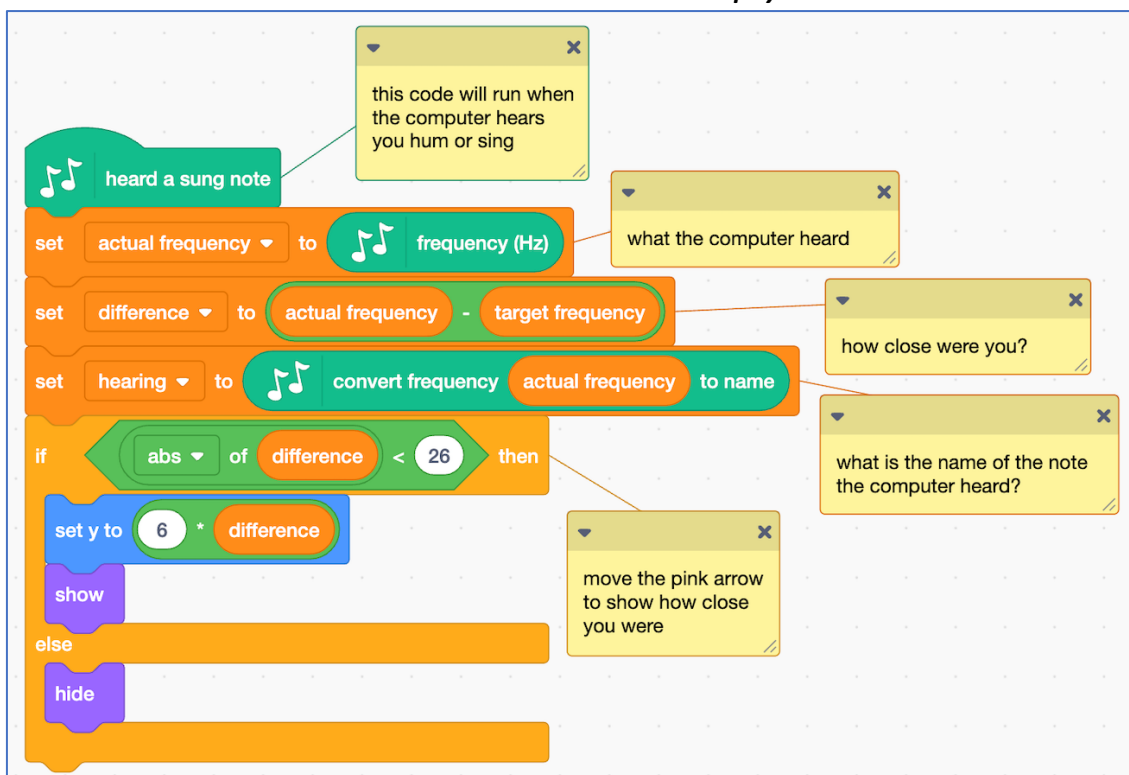 this code will run when
the computer hears
you hum or sing
heard a sung note
set actual frequency to frequency (Hz)
what the computer heard
set difference to actual frequency - target frequency
how close were you?
set hearing to convert frequency actual frequency to name
what is the name of the note
the computer heard?
if abs of difference < 26 then
set y to 6 * difference
move the pink arrow
to show how close
you were
show
else
hide